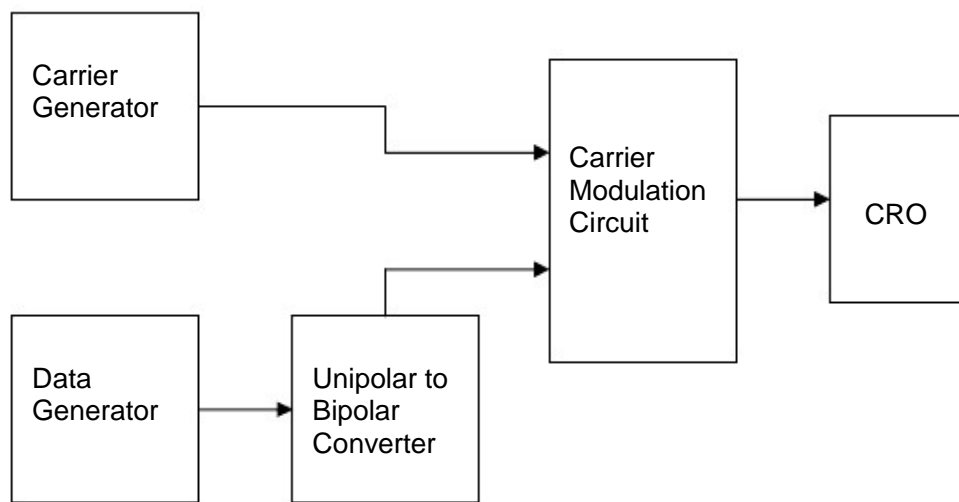 Carrier
Generator
Carrier
Modulation
Circuit
CRO
Data
Generator
Unipolar to
Bipolar
Converter